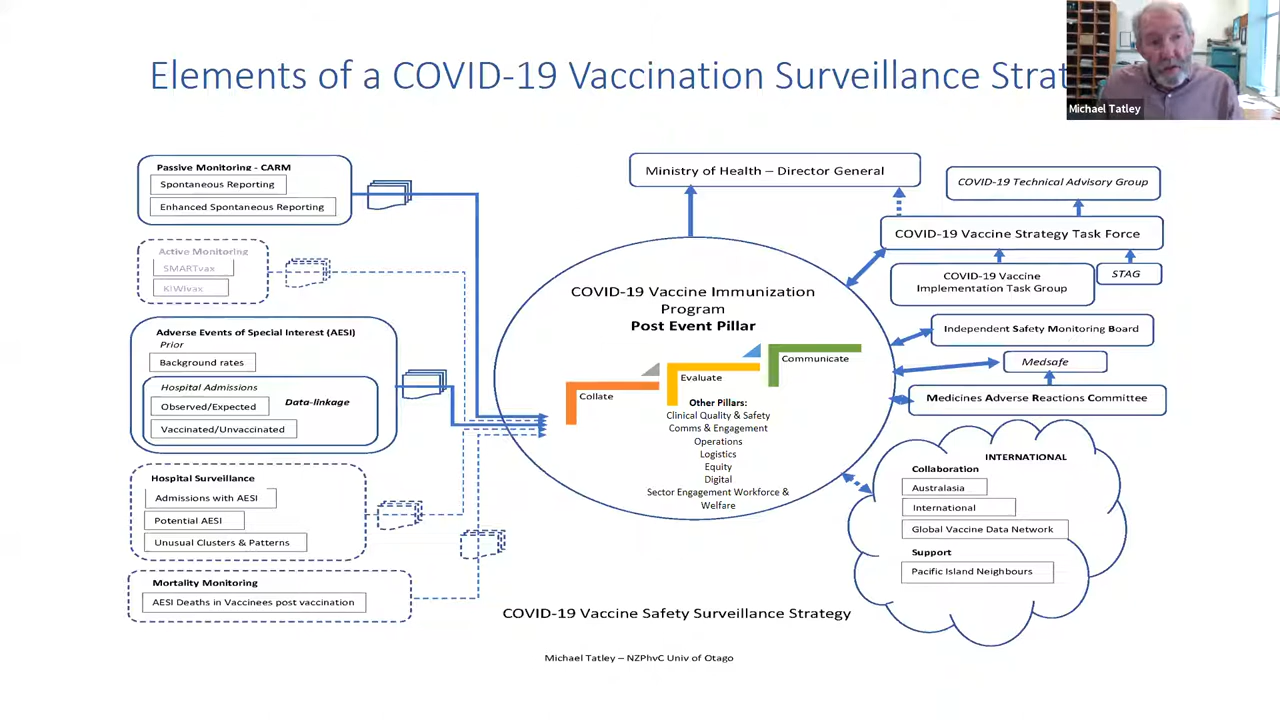 Elements of a COVID-19 Vaccination Surveillance Strat
Michael Tatley
Passive Monitoring - CARM
Spontaneous Reporting
Enhanced Spontaneous Reporting
Active Monitoring
SMARTvax
KIWIvax
Adverse Events of Special Interest (AESI)
Prior
Background rates
Hospital Admissions
Observed/Expected
Data-linkage
Vaccinated/Unvaccinated
Hospital Surveillance
Admissions with AESI
Potential AESI
Unusual Clusters & Patterns
Mortality Monitoring
AESI Deaths in Vaccinees post vaccination
Ministry of Health – Director General
COVID-19 Vaccine Immunization
Program
Post Event Pillar
Collate
Evaluate
Communicate
Other Pillars:
Clinical Quality & Safety
Comms & Engagement
Operations
Logistics
Equity
Digital
Sector Engagement Workforce &
Welfare
COVID-19 Technical Advisory Group
COVID-19 Vaccine Strategy Task Force
COVID-19 Vaccine
Implementation Task Group
STAG
Independent Safety Monitoring Board
Medsafe
Medicines Adverse Reactions Committee
INTERNATIONAL
Collaboration
Australasia
International
Global Vaccine Data Network
Support
Pacific Island Neighbours
COVID-19 Vaccine Safety Surveillance Strategy
Michael Tatley – NZPhvC Univ of Otago